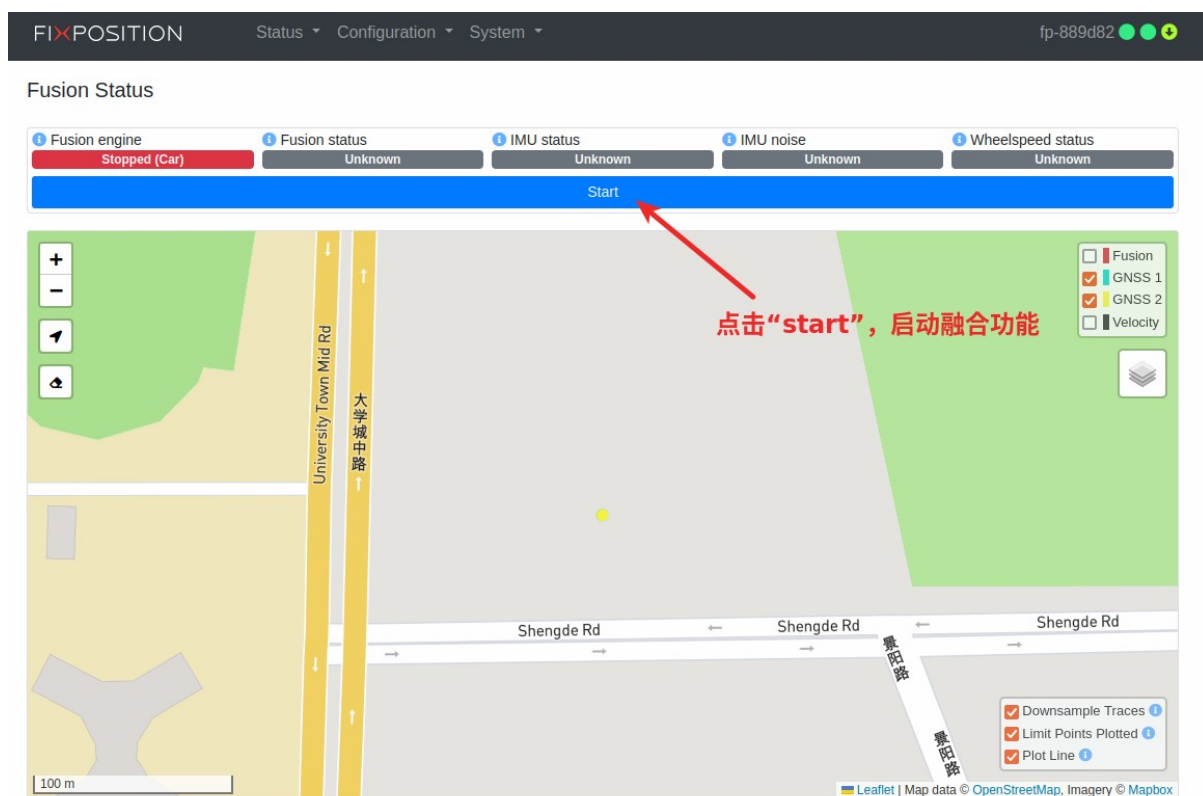 FIXPOSITION Status Configuration System fp-889d82
Fusion Status
Fusion engine Fusion status IMU status IMU noise Wheelspeed status
Stopped (Car) Unknown Unknown Unknown Unknown
Start
+
−
Fusion
GNSS 1
GNSS 2
Velocity
点击“start”，启动融合功能
University Town Mid Rd
大学城中路
Shengde Rd Shengde Rd Shengde Rd
景阳路
景阳路
Downsample Traces
Limit Points Plotted
Plot Line
100 m
Leaflet | Map data © OpenStreetMap, Imagery © Mapbox